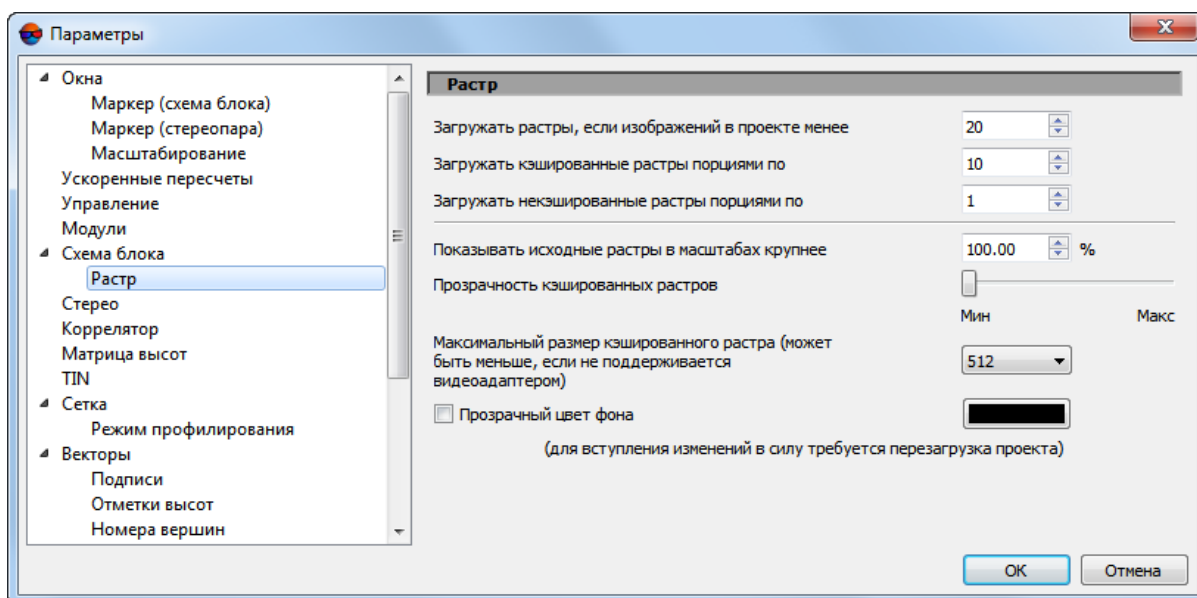 Параметры
Окна
Маркер (схема блока)
Маркер (стереопара)
Масштабирование
Ускоренные пересчеты
Управление
Модули
Схема блока
Растр
Стерео
Коррелятор
Матрица высот
TIN
Сетка
Режим профилирования
Векторы
Подписи
Отметки высот
Номера вершин
Растр
Загружать растры, если изображений в проекте менее 20
Загружать кэшированные растры порциями по 10
Загружать некэшированные растры порциями по 1
Показывать исходные растры в масштабах крупнее 100.00 %
Прозрачность кэшированных растров
Мин Макс
Максимальный размер кэшированного растра (может
быть меньше, если не поддерживается
видеоадаптером)
512
Прозрачный цвет фона
(для вступления изменений в силу требуется перезагрузка проекта)
OK Отмена